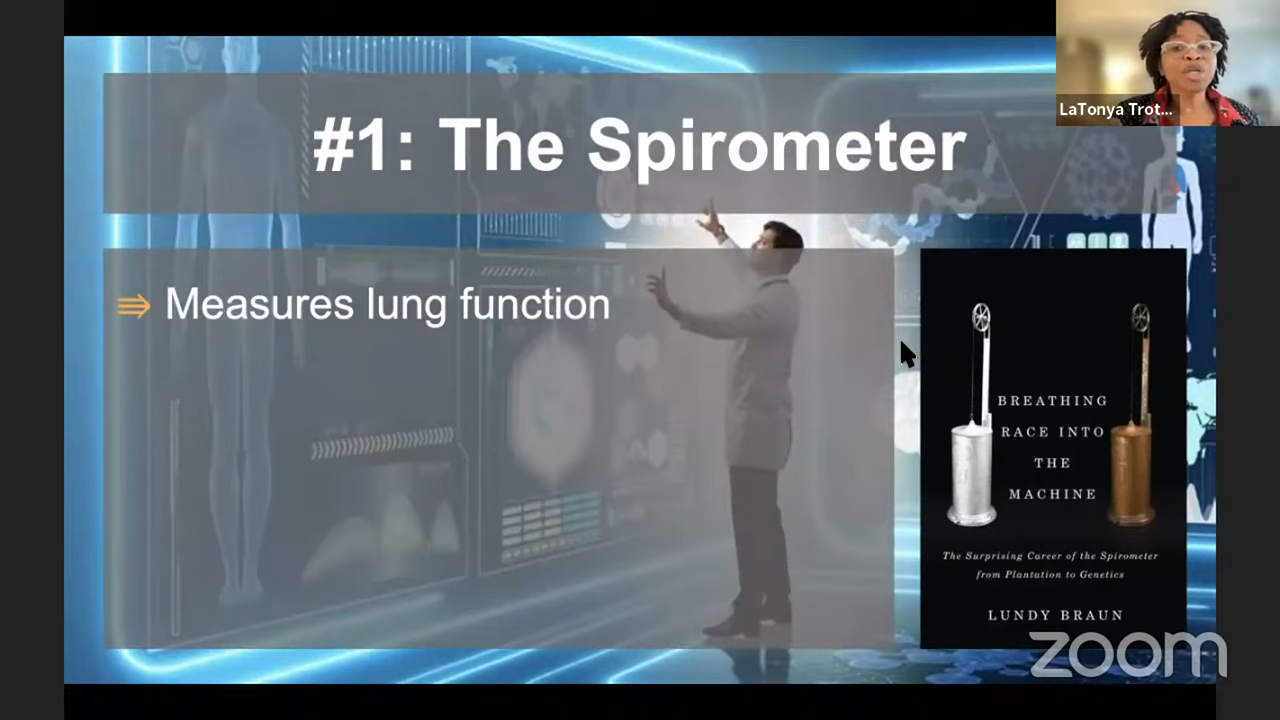 LaTonya Trot...
#1: The Spirometer
⇛ Measures lung function
BREATHING
RACE INTO
THE
MACHINE
The Surprising Career of the Spirometer
from Plantation to Genetics
LUNDY BRAUN
zoom